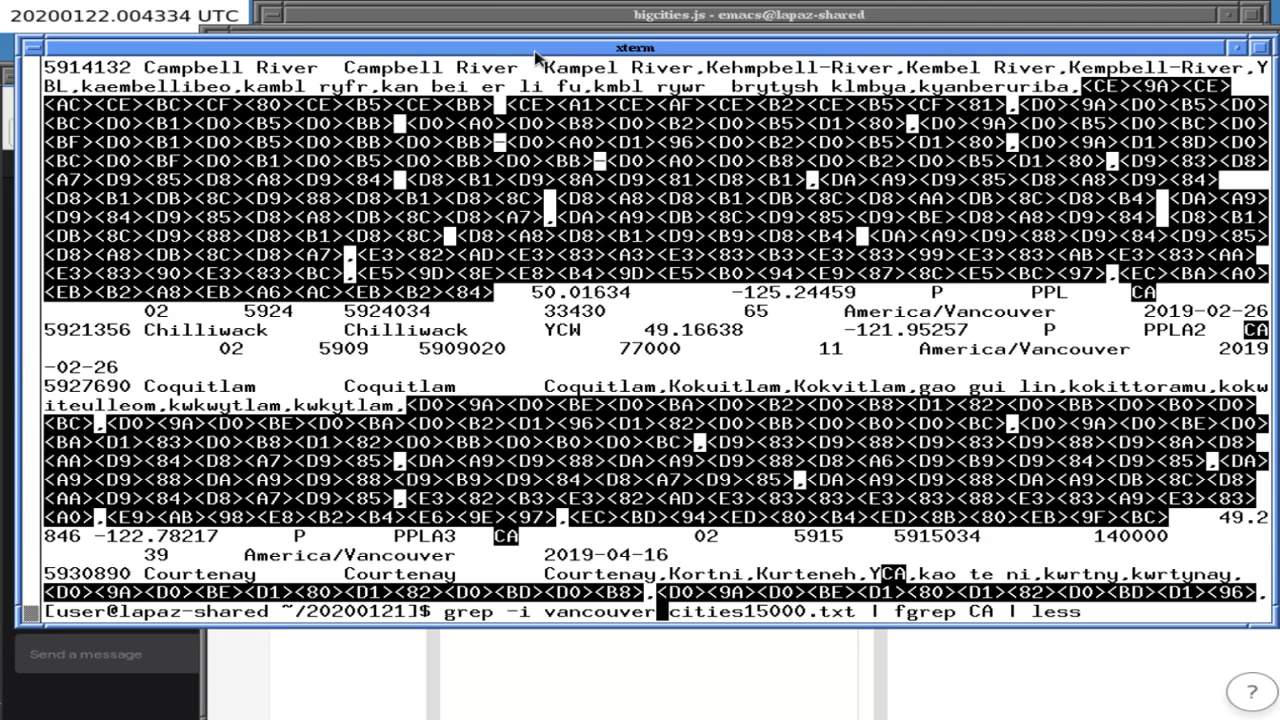 20200122.004334 UTC
bigcities.js - emacs@lapaz-shared
xterm
5914132 Campbell River  Campbell River  Kampel River,Kehmpbell-River,Kembel River,Kempbell-River,Y
BL,kaembellibeo,kambl ryfr,kan bei er li fu,kmbl rywr  brytysh klmbya,kyanberuriba,<CE><9A><CE>
<AC><CE><BC><CF><80><CE><B5><CE><BB> <CE><A1><CE><AF><CE><B2><CE><B5><CF><81>,<D0><9A><D0><B5><D0>
<BC><D0><B1><D0><B5><D0><BB> <D0><A0><D0><B8><D0><B2><D0><B5><D1><80>,<D0><9A><D0><B5><D0><BC><D0>
<BF><D0><B1><D0><B5><D0><BB><D0><BB>-<D0><A0><D1><96><D0><B2><D0><B5><D1><80>,<D0><9A><D1><8D><D0>
<BC><D0><BF><D0><B1><D0><B5><D0><BB><D0><BB>-<D0><A0><D0><B8><D0><B2><D0><B5><D1><80>,<D9><83><D8>
<A7><D9><85><D8><A8><D9><84> <D8><B1><D9><8A><D9><81><D8><B1>,<DA><A9><D9><85><D8><A8><D9><84>
<D8><B1><DB><8C><D9><88><D8><B1><D8><8C> <D8><A8><D8><B1><DB><8C><D8><AA><DB><8C><D8><B4> <DA><A9>
<D9><84><D9><85><D8><A8><DB><8C><D8><A7>,<DA><A9><DB><8C><D9><85><D9><BE><D8><A8><D9><84> <D8><B1>
<DB><8C><D9><88><D8><B1><D8><8C> <D8><A8><D8><B1><D9><B9><D8><B4> <DA><A9><D9><88><D9><84><D9><85>
<D8><A8><DB><8C><D8><A7>,<E3><82><AD><E3><83><A3><E3><83><B3><E3><83><99><E3><83><AB><E3><83><AA>
<E3><83><90><E3><83><BC>,<E5><9D><8E><E8><B4><9D><E5><B0><94><E9><87><8C><E5><BC><97>,<EC><BA><A0>
<EB><B2><A8><EB><A6><AC><EB><B2><84>    50.01634        -125.24459      P       PPL     CA
02      5924    5924034         33430           65      America/Vancouver       2019-02-26
5921356 Chilliwack      Chilliwack      YCW     49.16638        -121.95257      P       PPLA2   CA
02      5909    5909020         77000           11      America/Vancouver       2019
-02-26
5927690 Coquitlam       Coquitlam       Coquitlam,Kokuitlam,Kokvitlam,gao gui lin,kokittoramu,kokw
iteulleom,kwkwytlam,kwkytlam,<D0><9A><D0><BE><D0><BA><D0><B2><D0><B8><D1><82><D0><BB><D0><B0><D0>
<BC>,<D0><9A><D0><BE><D0><BA><D0><B2><D1><96><D1><82><D0><BB><D0><B0><D0><BC>,<D0><9A><D0><BE><D0>
<BA><D1><83><D0><B8><D1><82><D0><BB><D0><B0><D0><BC>,<D9><83><D9><88><D9><83><D9><88><D9><8A><D8>
<AA><D9><84><D8><A7><D9><85>,<DA><A9><D9><88><DA><A9><D9><88><D8><A6><D9><B9><D9><84><D9><85>,<DA>
<A9><D9><88><DA><A9><D9><88><D9><B9><D9><84><D8><A7><D9><85>,<DA><A9><D9><88><DA><A9><DB><8C><D8>
<AA><D9><84><D8><A7><D9><85>,<E3><82><B3><E3><82><AD><E3><83><83><E3><83><88><E3><83><A9><E3><83>
<A0>,<E9><AB><98><E8><B2><B4><E6><9E><97>,<EC><BD><94><ED><80><B4><ED><8B><80><EB><9F><BC>    49.2
846 -122.78217      P       PPLA3   CA              02      5915    5915034         140000
39      America/Vancouver       2019-04-16
5930890 Courtenay       Courtenay       Courtenay,Kortni,Kurteneh,YCA,kao te ni,kwrtny,kwrtynay,
<D0><9A><D0><BE><D1><80><D1><82><D0><BD><D0><B8>,<D0><9A><D0><BE><D1><80><D1><82><D0><BD><D1><96>,
[user@lapaz-shared ~/20200121]$ grep -i vancouver cities15000.txt | fgrep CA | less
Send a message
?